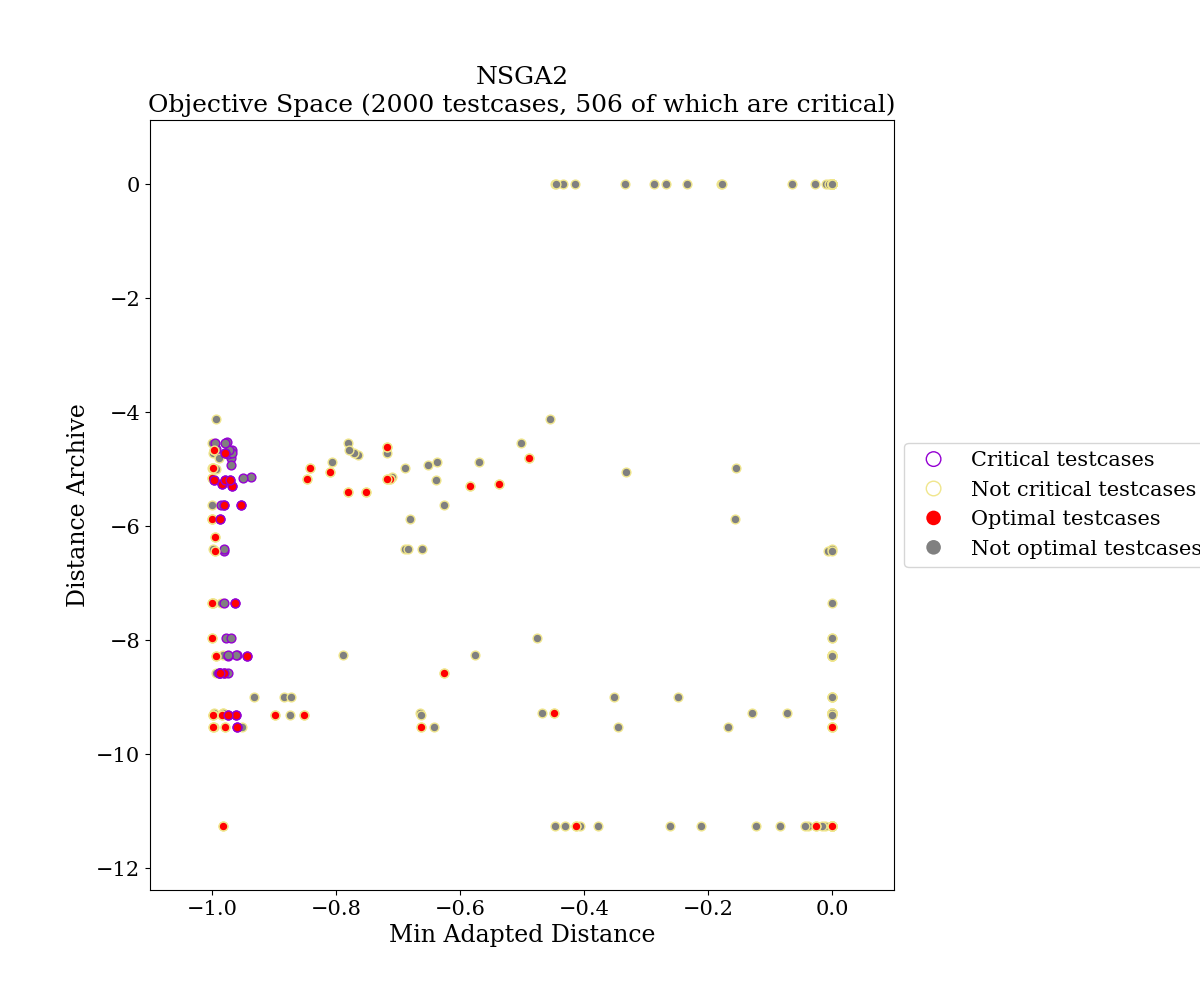 NSGA2
Objective Space (2000 testcases, 506 of which are critical)
0
−2
−4
−6
−8
−10
−12
Distance Archive
−1.0
−0.8
−0.6
−0.4
−0.2
0.0
Min Adapted Distance
Critical testcases
Not critical testcases
Optimal testcases
Not optimal testcases